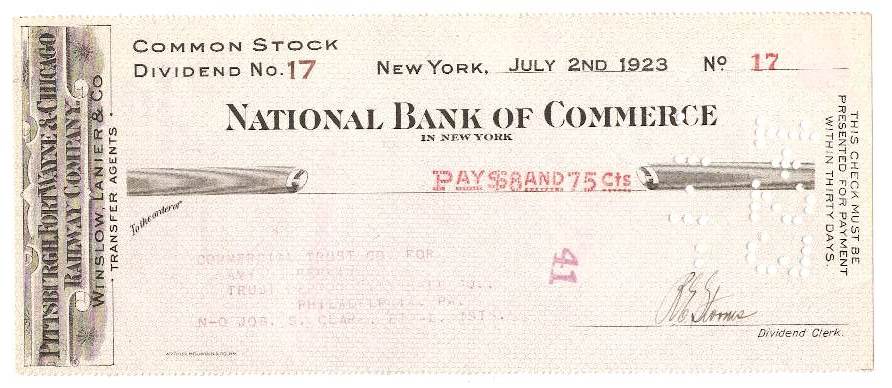 PITTSBURGH, FORT WAYNE & CHICAGO
RAILWAY COMPANY.
WINSLOW, LANIER & CO
TRANSFER AGENTS
COMMON STOCK
DIVIDEND NO. 17
NEW YORK, JULY 2ND 1923 No 17
NATIONAL BANK OF COMMERCE
IN NEW YORK
PAY $8 AND 75 Cts
To the order of
COMMERCIAL TRUST CO. FOR
TRUST
PHILADELPHIA, PA.
41
Dividend Clerk.
THIS CHECK MUST BE
PRESENTED FOR PAYMENT
WITHIN THIRTY DAYS.